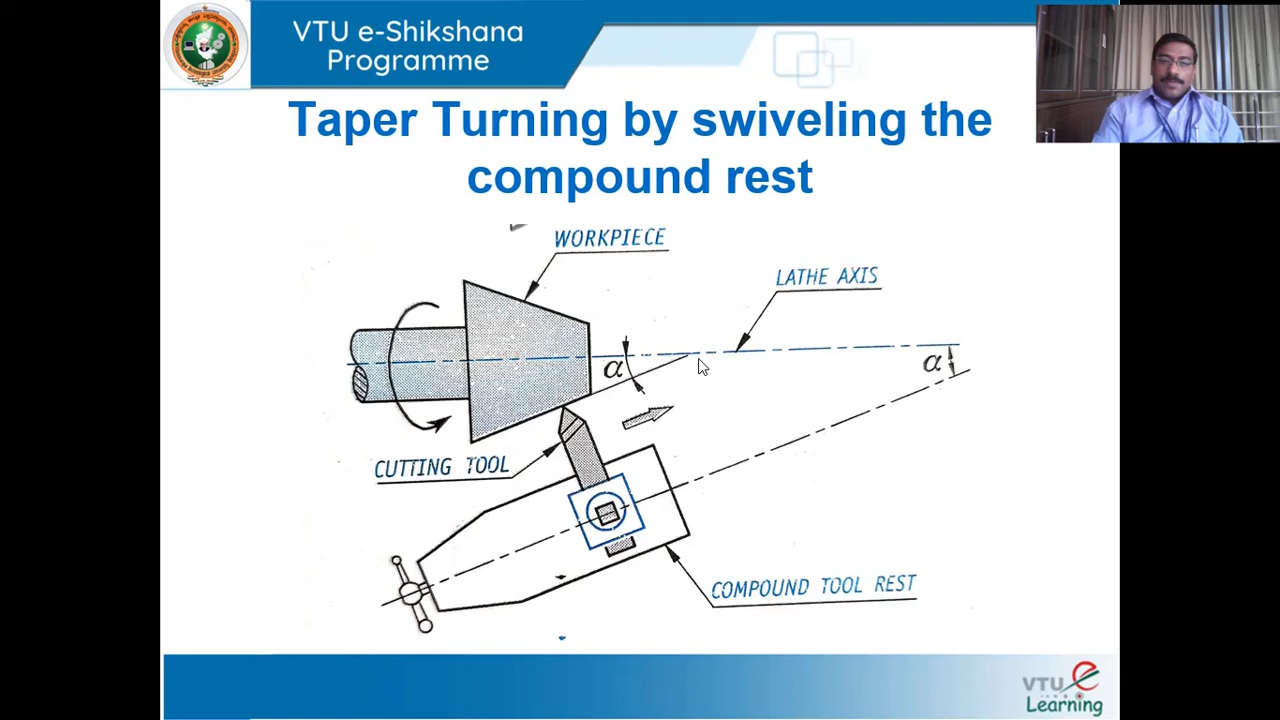 VTU e-Shikshana
Programme
Taper Turning by swiveling the
compound rest
WORKPIECE
LATHE AXIS
α
α
CUTTING TOOL
COMPOUND TOOL REST
VTU e
Learning